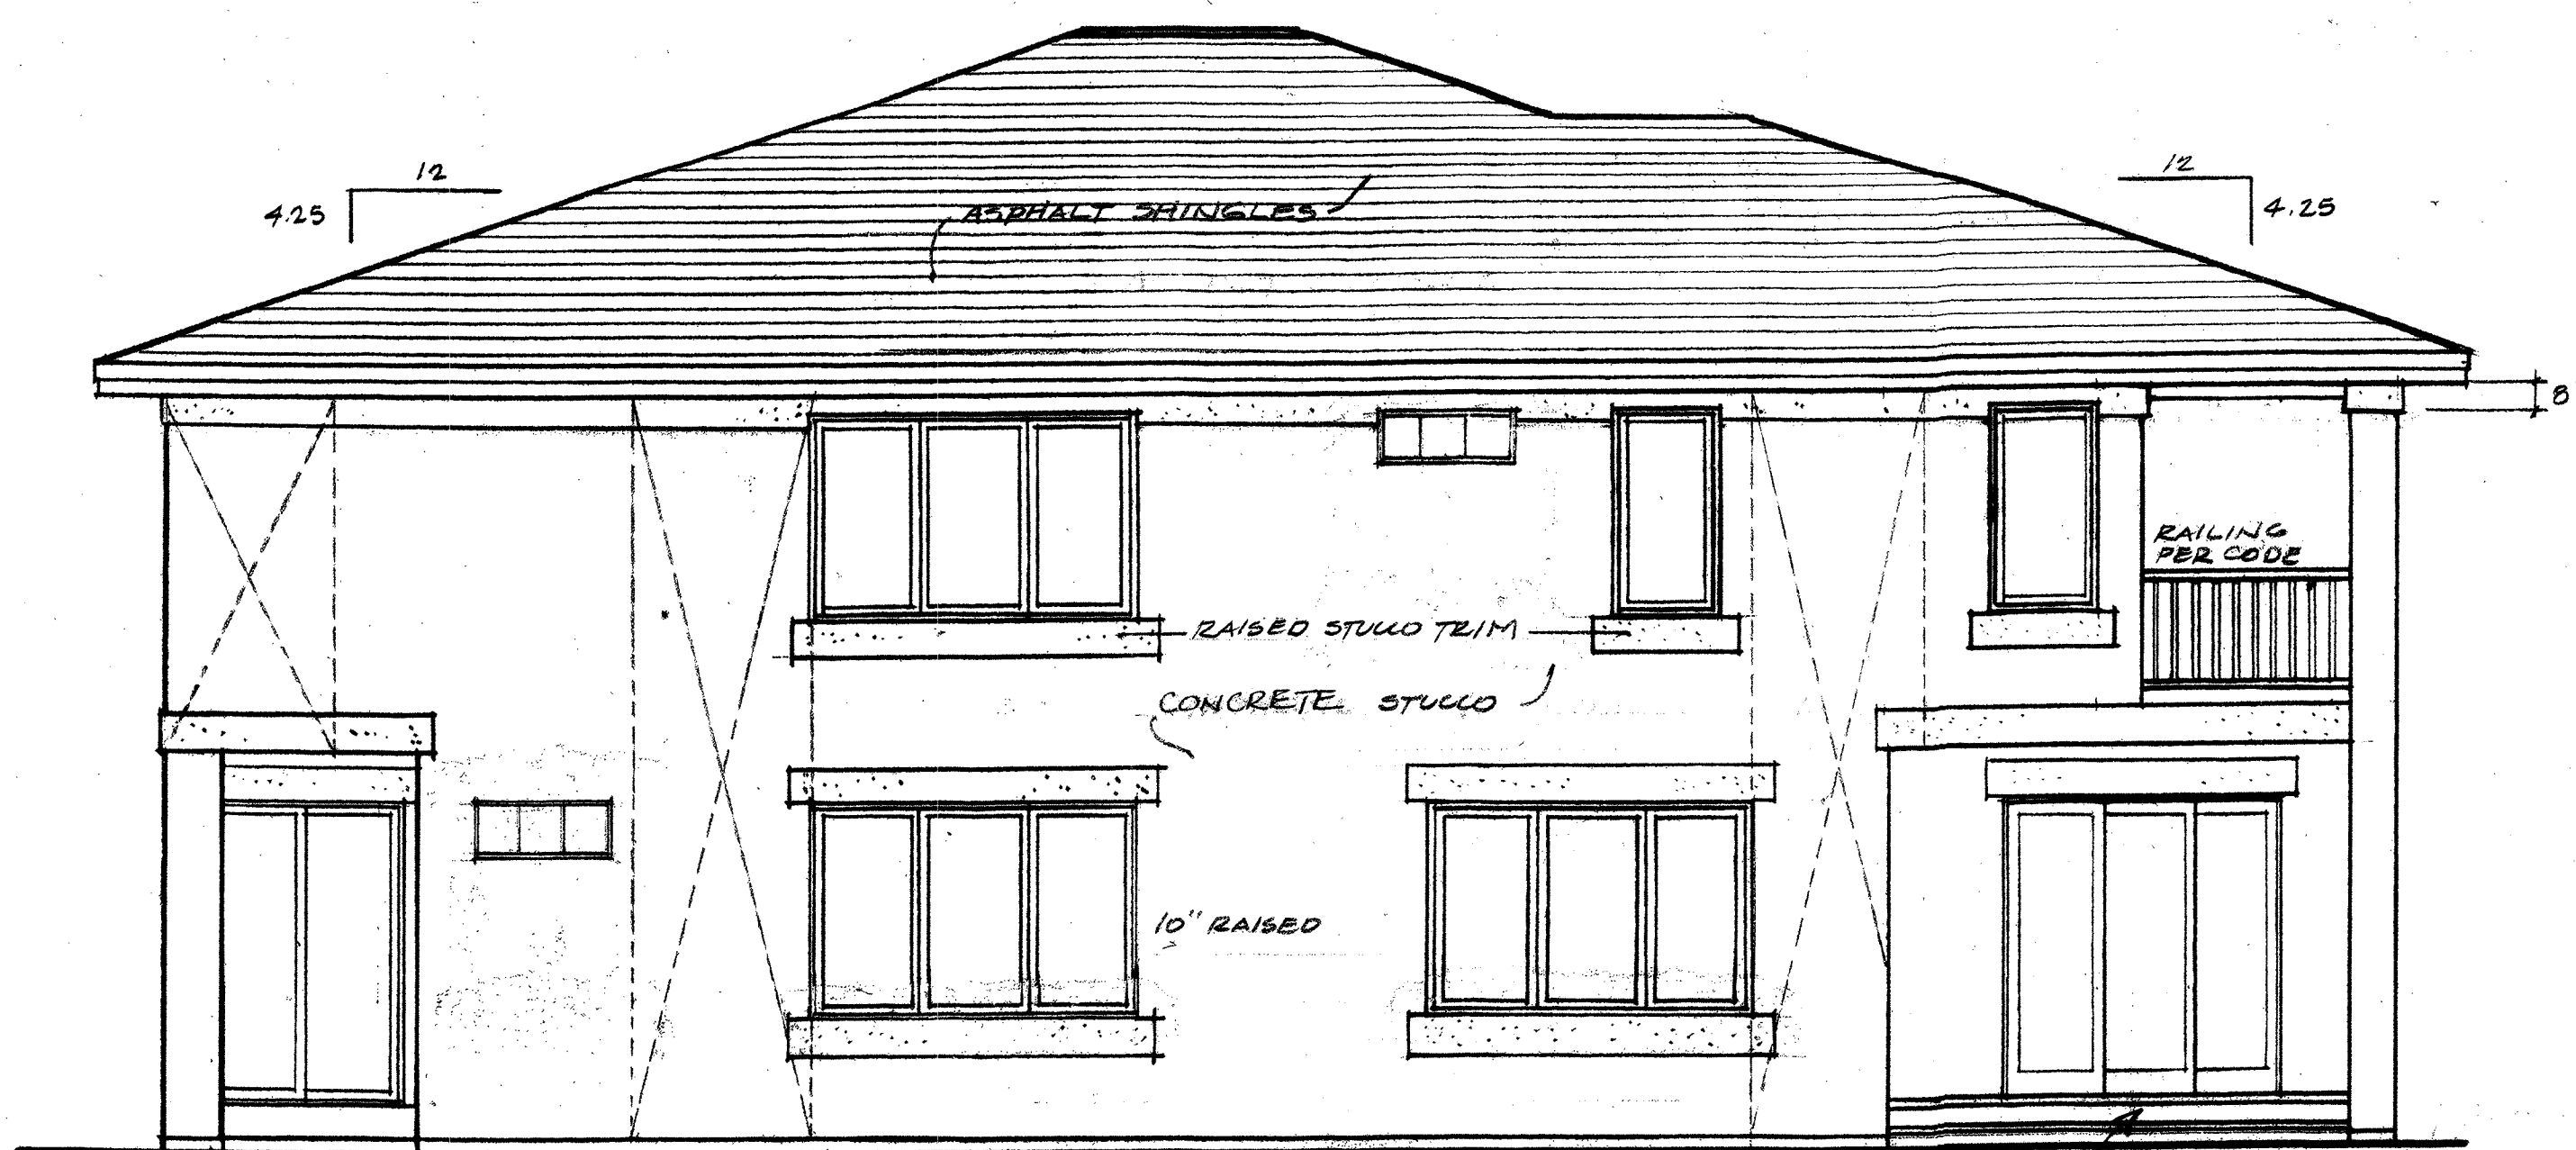 12
4.25
ASPHALT SHINGLES
12
4.25
8
RAILING
PER CODE
RAISED STUCCO TRIM
CONCRETE STUCCO
10" RAISED